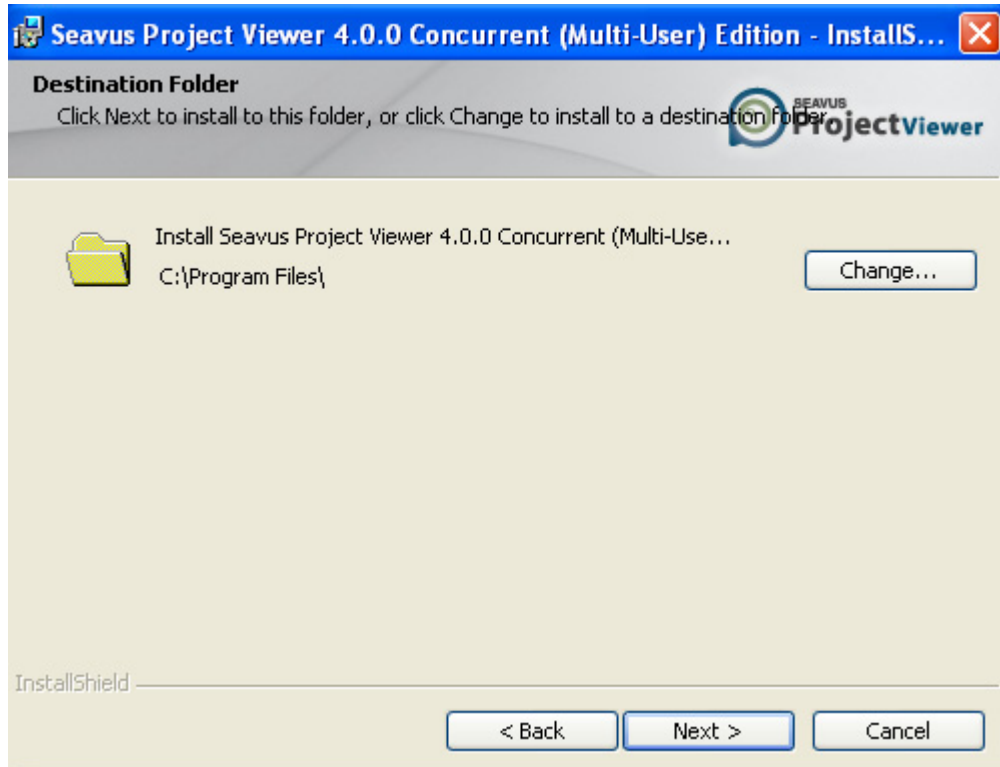 Seavus Project Viewer 4.0.0 Concurrent (Multi-User) Edition - InstallS...
Destination Folder
Click Next to install to this folder, or click Change to install to a destination folder.
SEAVUS
ProjectViewer
Install Seavus Project Viewer 4.0.0 Concurrent (Multi-Use...
C:\Program Files\
Change...
InstallShield
< Back
Next >
Cancel